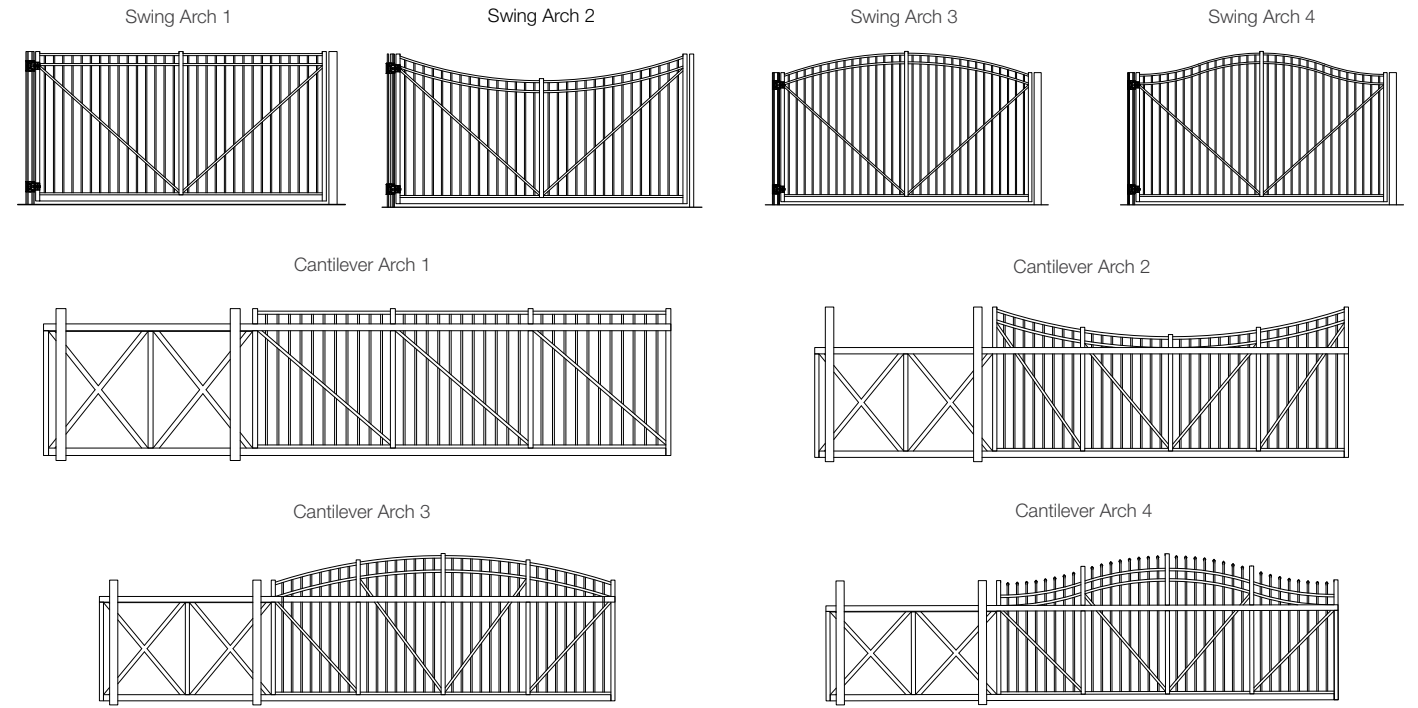 Swing Arch 1
Swing Arch 2
Swing Arch 3
Swing Arch 4
Cantilever Arch 1
Cantilever Arch 2
Cantilever Arch 3
Cantilever Arch 4